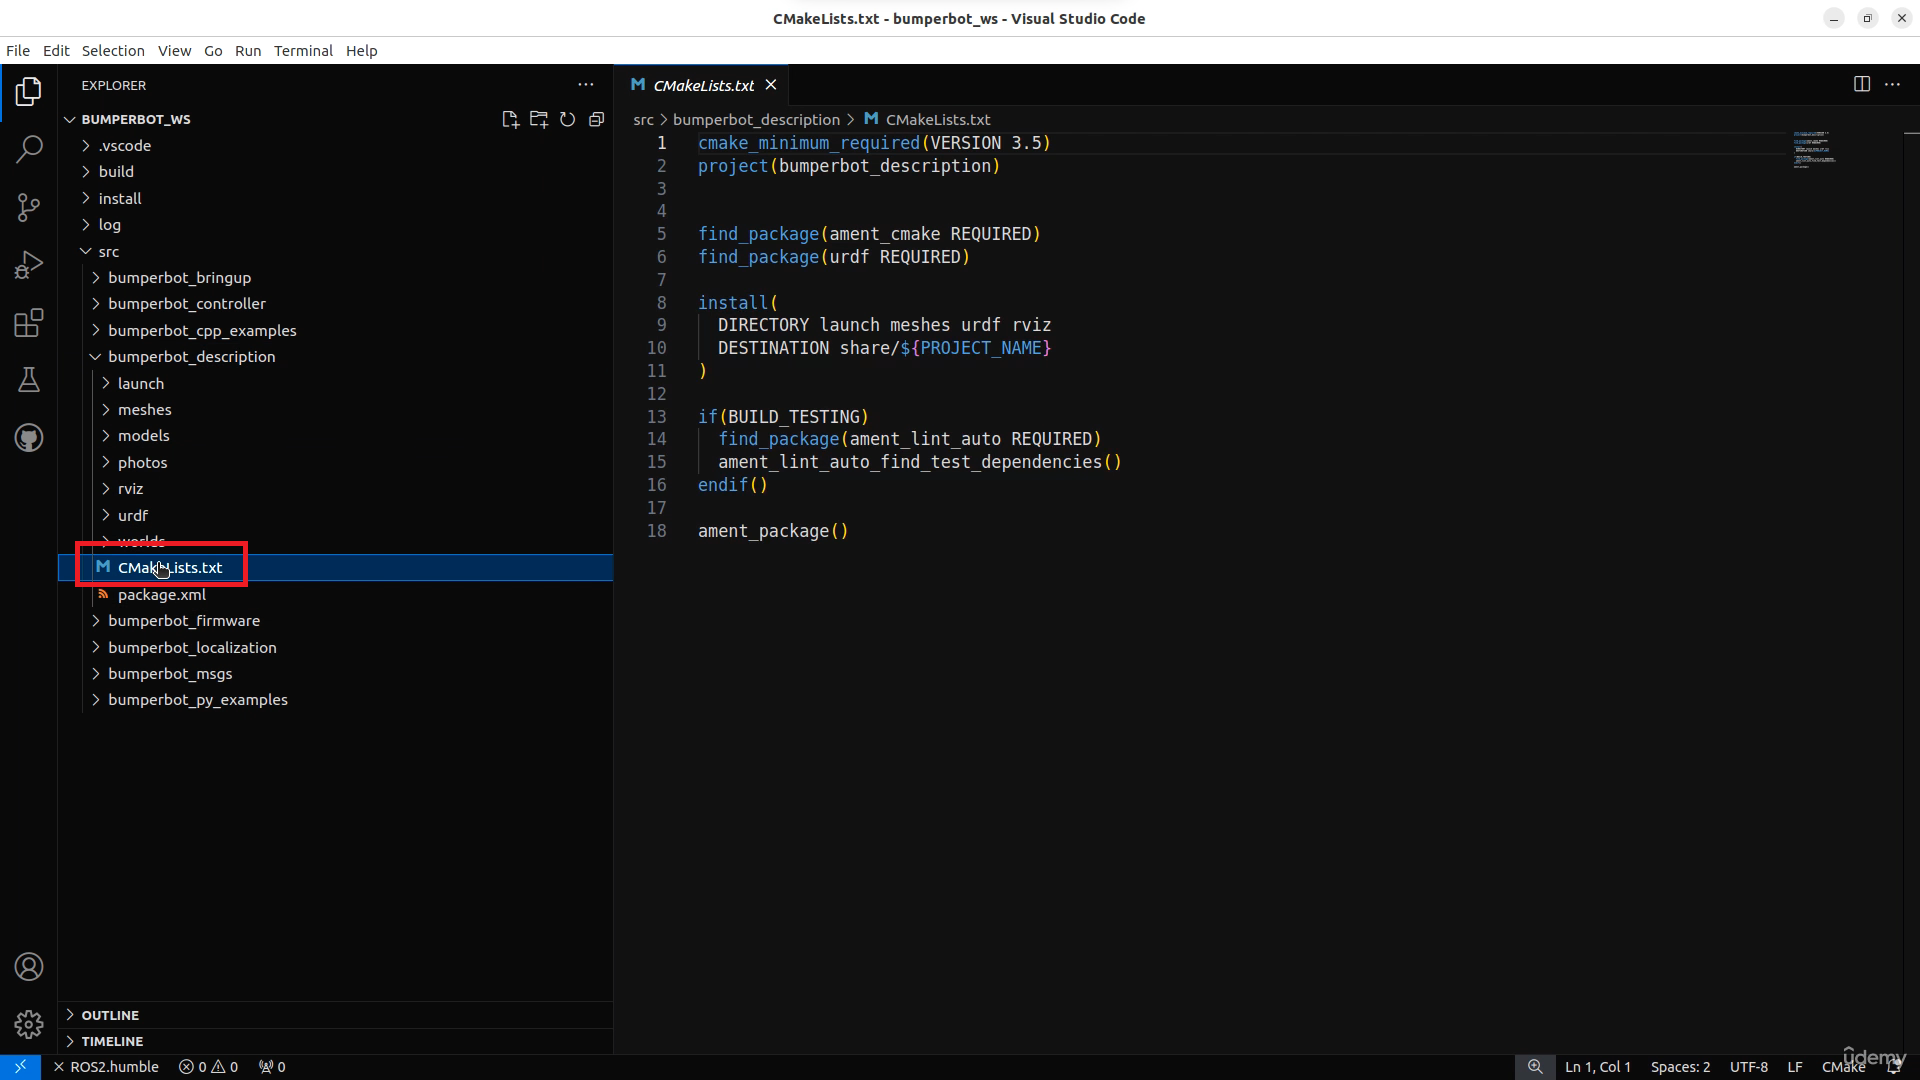 CMakeLists.txt - bumperbot_ws - Visual Studio Code
File Edit Selection View Go Run Terminal Help
EXPLORER
BUMPERBOT_WS
.vscode
build
install
log
src
bumperbot_bringup
bumperbot_controller
bumperbot_cpp_examples
bumperbot_description
launch
meshes
models
photos
rviz
urdf
worlds
CMakeLists.txt
package.xml
bumperbot_firmware
bumperbot_localization
bumperbot_msgs
bumperbot_py_examples
OUTLINE
TIMELINE
CMakeLists.txt
src > bumperbot_description > CMakeLists.txt
1 cmake_minimum_required(VERSION 3.5)
2 project(bumperbot_description)
3
4
5 find_package(ament_cmake REQUIRED)
6 find_package(urdf REQUIRED)
7
8 install(
9 DIRECTORY launch meshes urdf rviz
10 DESTINATION share/${PROJECT_NAME}
11 )
12
13 if(BUILD_TESTING)
14 find_package(ament_lint_auto REQUIRED)
15 ament_lint_auto_find_test_dependencies()
16 endif()
17
18 ament_package()
ROS2.humble 0 0 0 Ln 1, Col 1 Spaces: 2 UTF-8 LF CMake
udemy